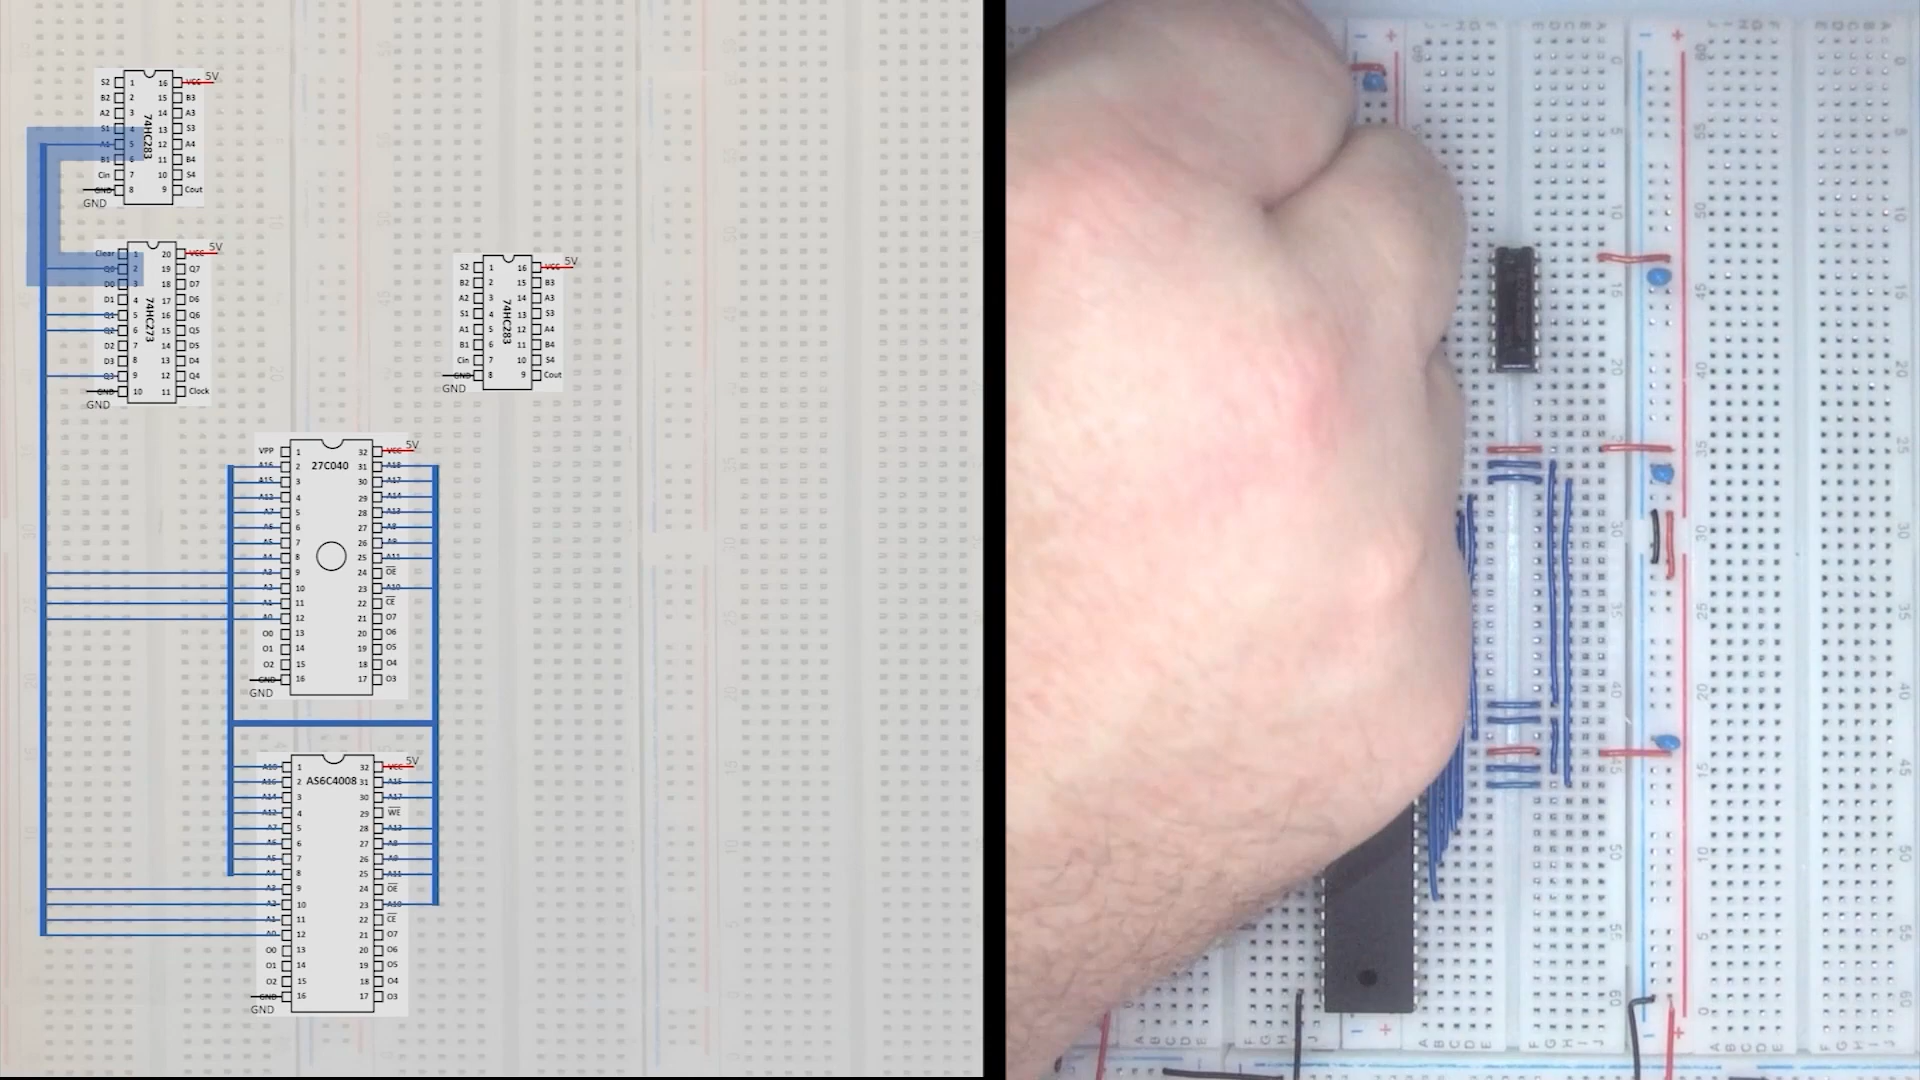 S2 1 16 VCC 5V
B2 2 15 B3
A2 3 14 A3
S1 4 13 S3
A1 5 12 A4
B1 6 11 B4
Cin 7 10 S4
GND 8 9 Cout
GND
74HC283
Clear 1 20 VCC 5V
Q0 2 19 Q7
D0 3 18 D7
D1 4 17 D6
Q1 5 16 Q6
Q2 6 15 Q5
D2 7 14 D5
D3 8 13 D4
Q3 9 12 Q4
GND 10 11 Clock
GND
74HC273
S2 1 16 VCC 5V
B2 2 15 B3
A2 3 14 A3
S1 4 13 S3
A1 5 12 A4
B1 6 11 B4
Cin 7 10 S4
GND 8 9 Cout
GND
74HC283
VPP 1 32 VCC 5V
A16 2 27C040 31 A18
A15 3 30 A17
A12 4 29 A14
A7 5 28 A13
A6 6 27 A8
A5 7 26 A9
A4 8 25 A11
A3 9 24 OE
A2 10 23 A10
A1 11 22 CE
A0 12 21 O7
O0 13 20 O6
O1 14 19 O5
O2 15 18 O4
GND 16 17 O3
GND
A18 1 32 VCC 5V
A16 2 AS6C4008 31 A15
A14 3 30 A17
A12 4 29 WE
A7 5 28 A13
A6 6 27 A8
A5 7 26 A9
A4 8 25 A11
A3 9 24 OE
A2 10 23 A10
A1 11 22 CE
A0 12 21 O7
O0 13 20 O6
O1 14 19 O5
O2 15 18 O4
GND 16 17 O3
GND